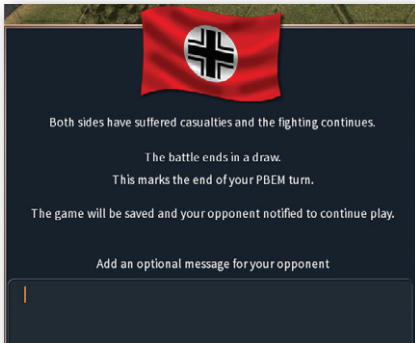 Both sides have suffered casualties and the fighting continues.
The battle ends in a draw.
This marks the end of your PBEM turn.
The game will be saved and your opponent notified to continue play.
Add an optional message for your opponent